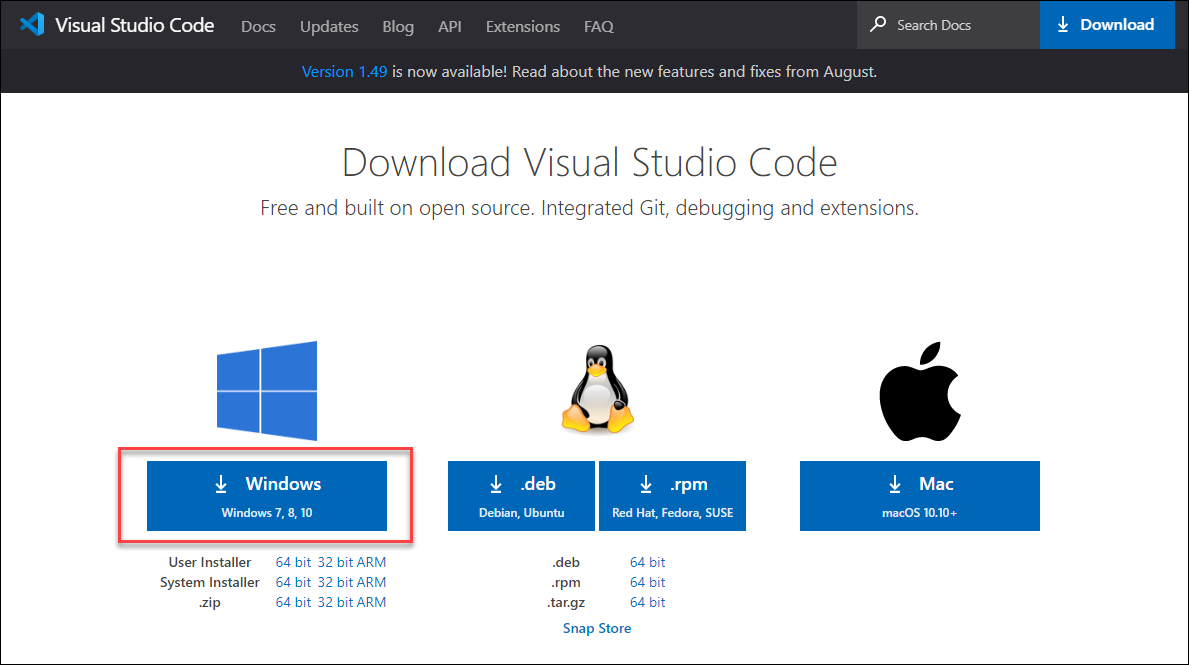 Visual Studio Code Docs Updates Blog API Extensions FAQ Search Docs Download
Version 1.49 is now available! Read about the new features and fixes from August.
Download Visual Studio Code
Free and built on open source. Integrated Git, debugging and extensions.
Windows
Windows 7, 8, 10
.deb
Debian, Ubuntu
.rpm
Red Hat, Fedora, SUSE
Mac
macOS 10.10+
User Installer 64 bit 32 bit ARM
System Installer 64 bit 32 bit ARM
.zip 64 bit 32 bit ARM
.deb 64 bit
.rpm 64 bit
.tar.gz 64 bit
Snap Store